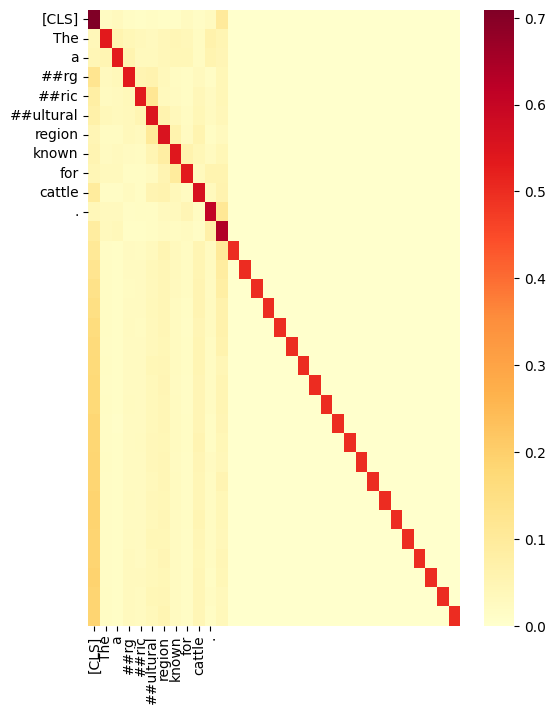 [CLS]
The
a
##rg
##ric
##ultural
region
known
for
cattle
.
0.7
0.6
0.5
0.4
0.3
0.2
0.1
0.0
[CLS]
The
a
##rg
##ric
##ultural
region
known
for
cattle
.